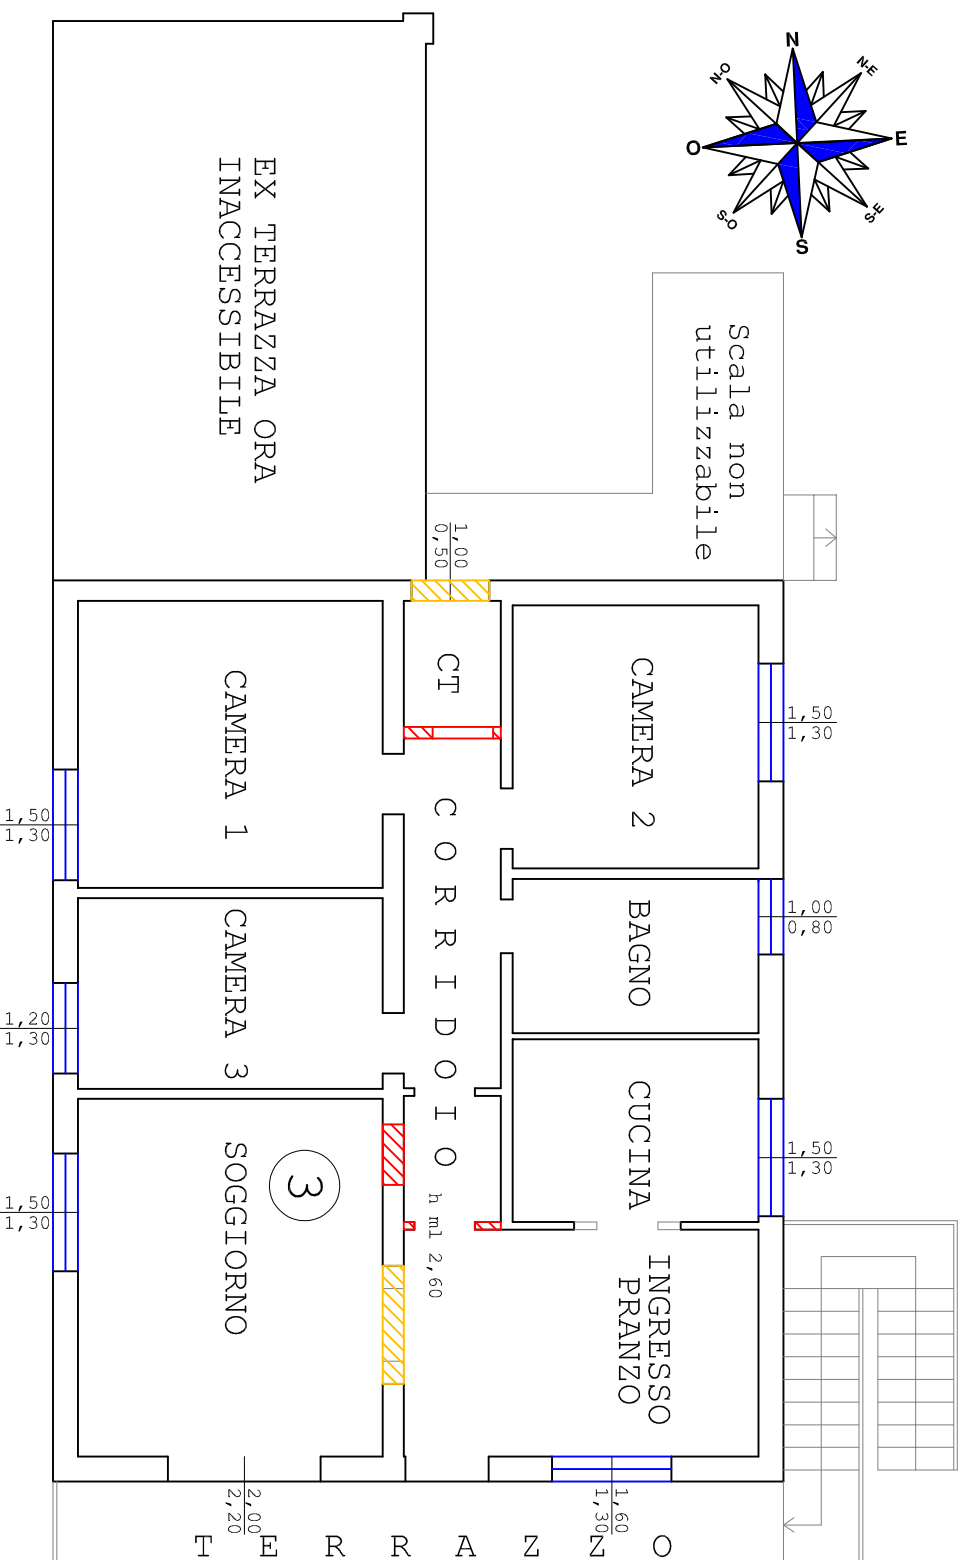 N
N-E
E
S-E
S
S-O
O
N-O
EX TERRAZZA ORA
INACCESSIBILE
Scala non
utilizzabile
1,00
0,50
CT
CAMERA 2
1,50
1,30
CAMERA 1
1,50
1,30
CORRIDOIO
h ml 2,60
BAGNO
1,00
0,80
CAMERA 3
1,20
1,30
CUCINA
1,50
1,30
3
SOGGIORNO
1,50
1,30
INGRESSO
PRANZO
2,00
2,20
1,60
1,30
TERRAZZO